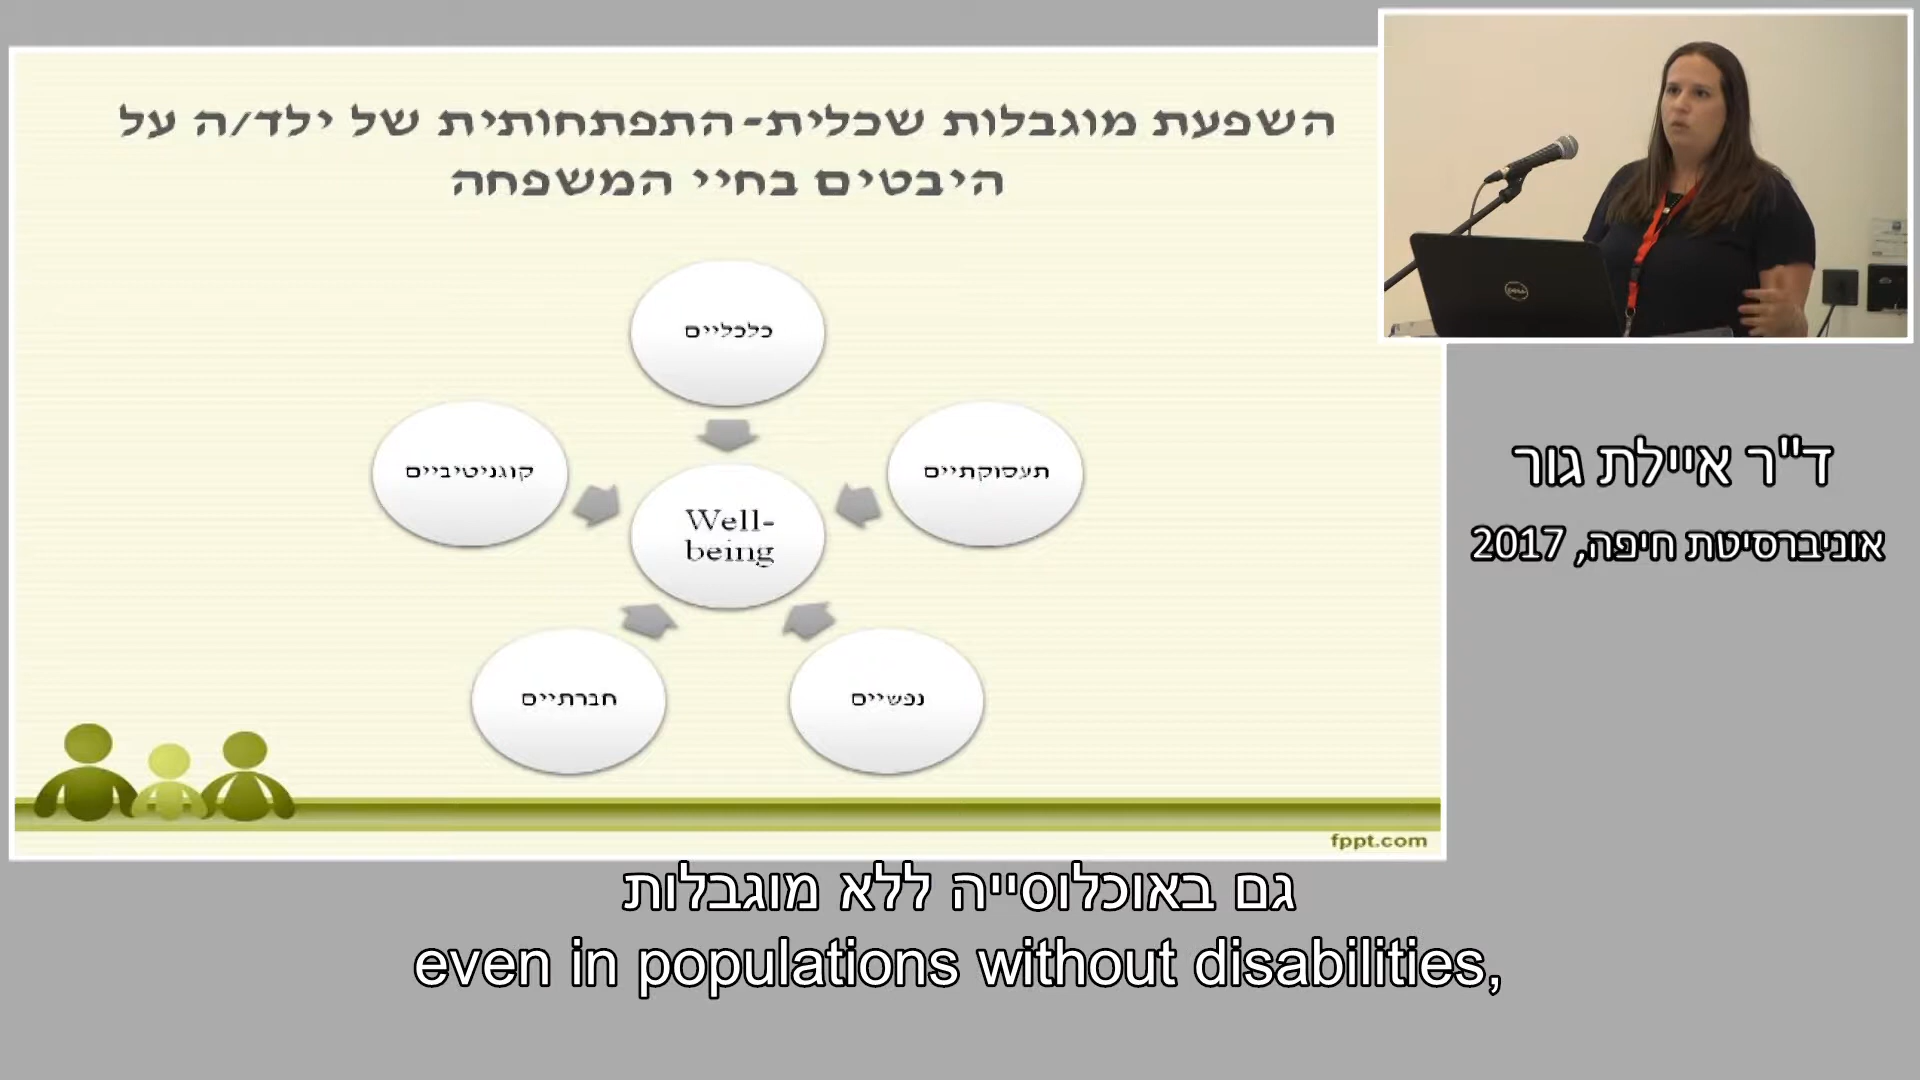 השפעת מוגבלות שכלית-התפתחותית של ילד/ה על
היבטים בחיי המשפחה
כלכליים
תעסוקתיים
נפשיים
חברתיים
קוגניטיביים
Well-
being
fppt.com
DELL
ד"ר איילת גור
אוניברסיטת חיפה, 2017
גם באוכלוסייה ללא מוגבלות
even in populations without disabilities,